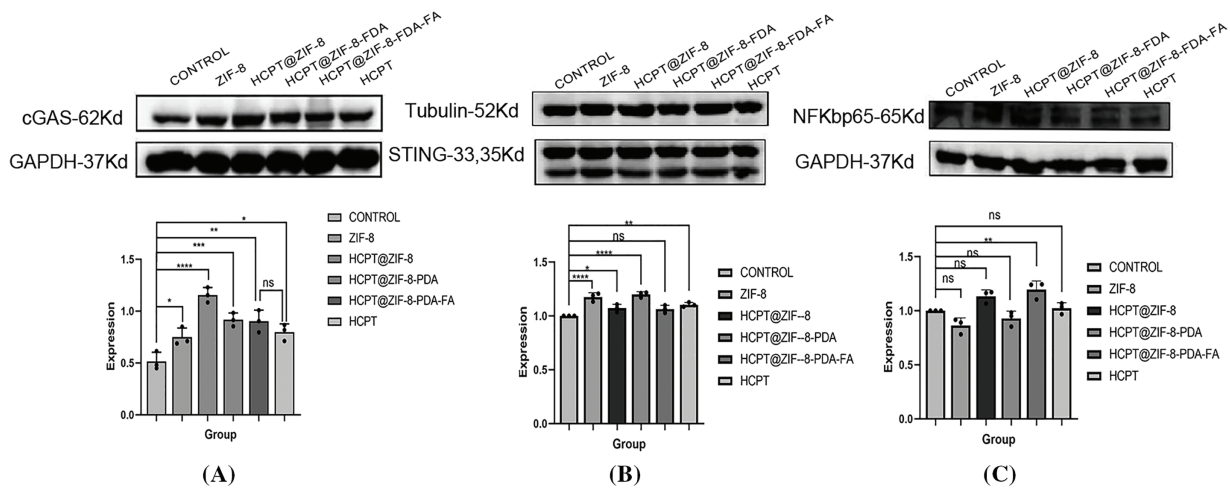 CONTROL
ZIF-8
HCPT@ZIF-8
HCPT@ZIF-8-FDA
HCPT@ZIF-8-FDA-FA
HCPT
cGAS-62Kd
GAPDH-37Kd
*
**
***
****
*
ns
CONTROL
ZIF-8
HCPT@ZIF-8
HCPT@ZIF-8-PDA
HCPT@ZIF-8-PDA-FA
HCPT
Expression
1.5
1.0
0.5
0.0
Group
(A)
CONTROL
ZIF-8
HCPT@ZIF-8
HCPT@ZIF-8-FDA
HCPT@ZIF-8-FDA-FA
HCPT
Tubulin-52Kd
STING-33,35Kd
**
ns
****
*
****
CONTROL
ZIF-8
HCPT@ZIF--8
HCPT@ZIF--8-PDA
HCPT@ZIF--8-PDA-FA
HCPT
Expression
1.5
1.0
0.5
0.0
Group
(B)
CONTROL
ZIF-8
HCPT@ZIF-8
HCPT@ZIF-8-FDA
HCPT@ZIF-8-FDA-FA
HCPT
NFKbp65-65Kd
GAPDH-37Kd
ns
**
ns
ns
ns
CONTROL
ZIF-8
HCPT@ZIF-8
HCPT@ZIF-8-PDA
HCPT@ZIF-8-PDA-FA
HCPT
Expression
1.5
1.0
0.5
0.0
Group
(C)